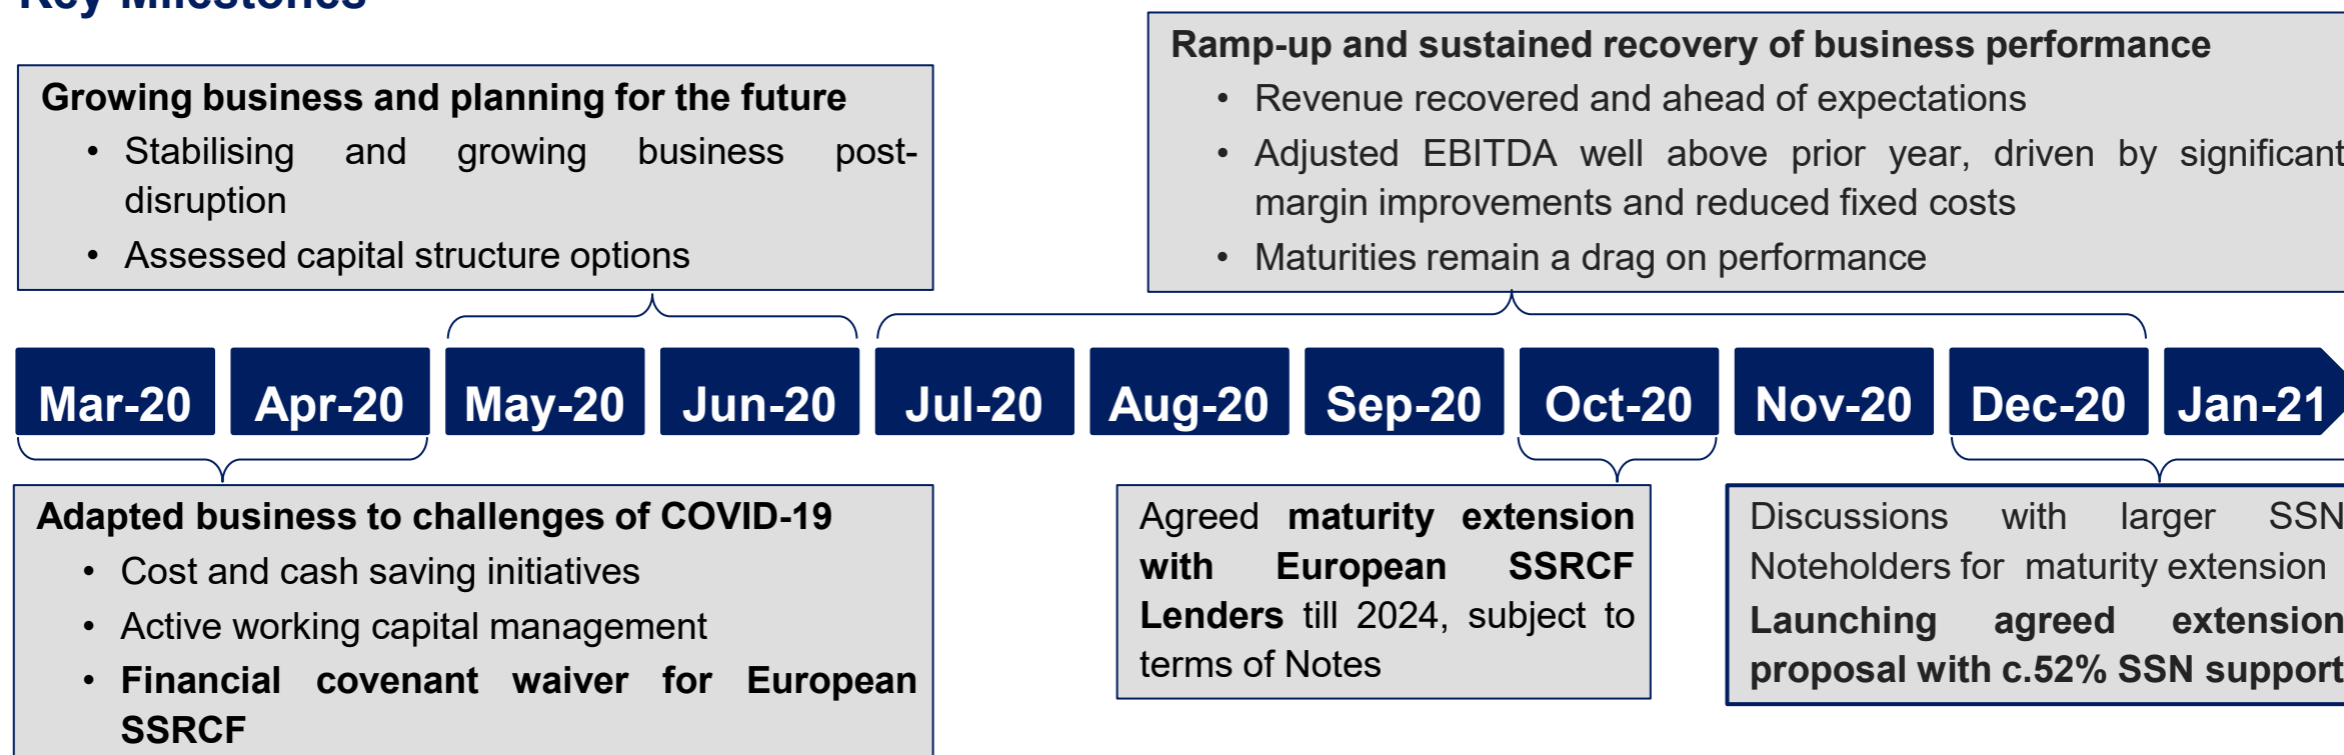 Key Milestones
Growing business and planning for the future
• Stabilising and growing business post-
disruption
• Assessed capital structure options
Ramp-up and sustained recovery of business performance
• Revenue recovered and ahead of expectations
• Adjusted EBITDA well above prior year, driven by significant
margin improvements and reduced fixed costs
• Maturities remain a drag on performance
Mar-20 Apr-20 May-20 Jun-20 Jul-20 Aug-20 Sep-20 Oct-20 Nov-20 Dec-20 Jan-21
Adapted business to challenges of COVID-19
• Cost and cash saving initiatives
• Active working capital management
• Financial covenant waiver for European
SSRCF
Agreed maturity extension
with European SSRCF
Lenders till 2024, subject to
terms of Notes
Discussions with larger SSN
Noteholders for maturity extension
Launching agreed extension
proposal with c.52% SSN support